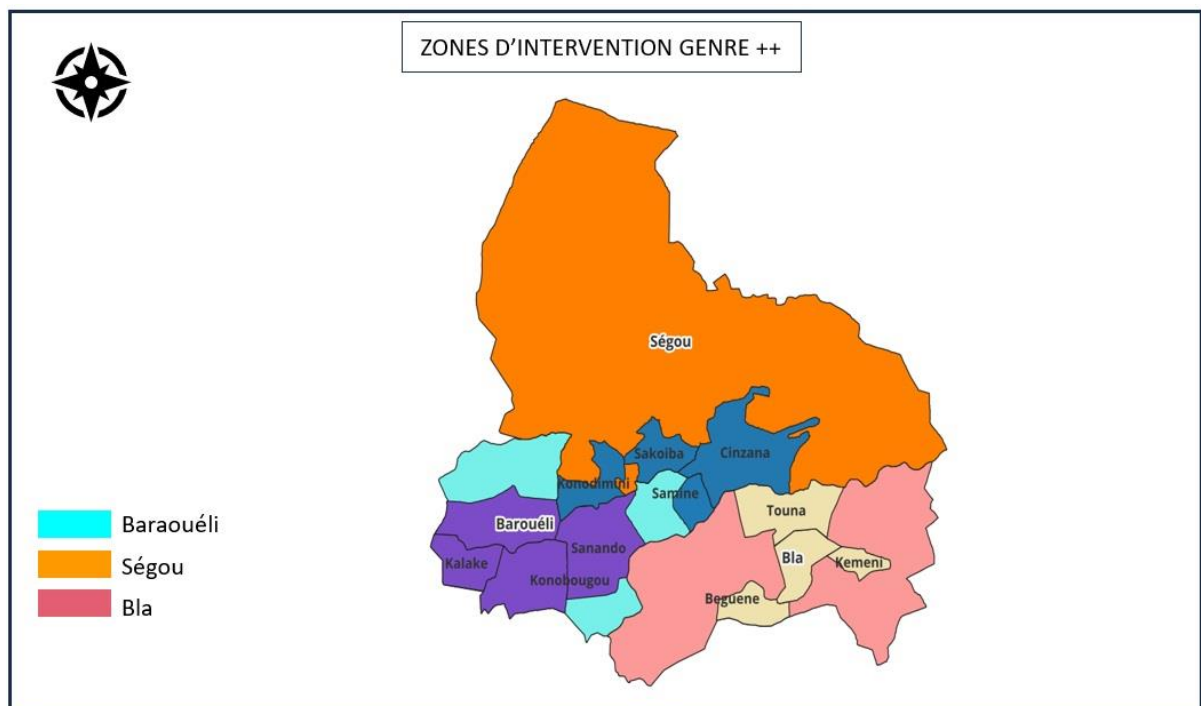 ZONES D'INTERVENTION GENRE ++
Ségou
Sakoiba
Cinzana
Konodimini
Samine
Touna
Barouéli
Sanando
Bla
Kalake
Kemeni
Konobougou
Beguene
Baraouéli
Ségou
Bla